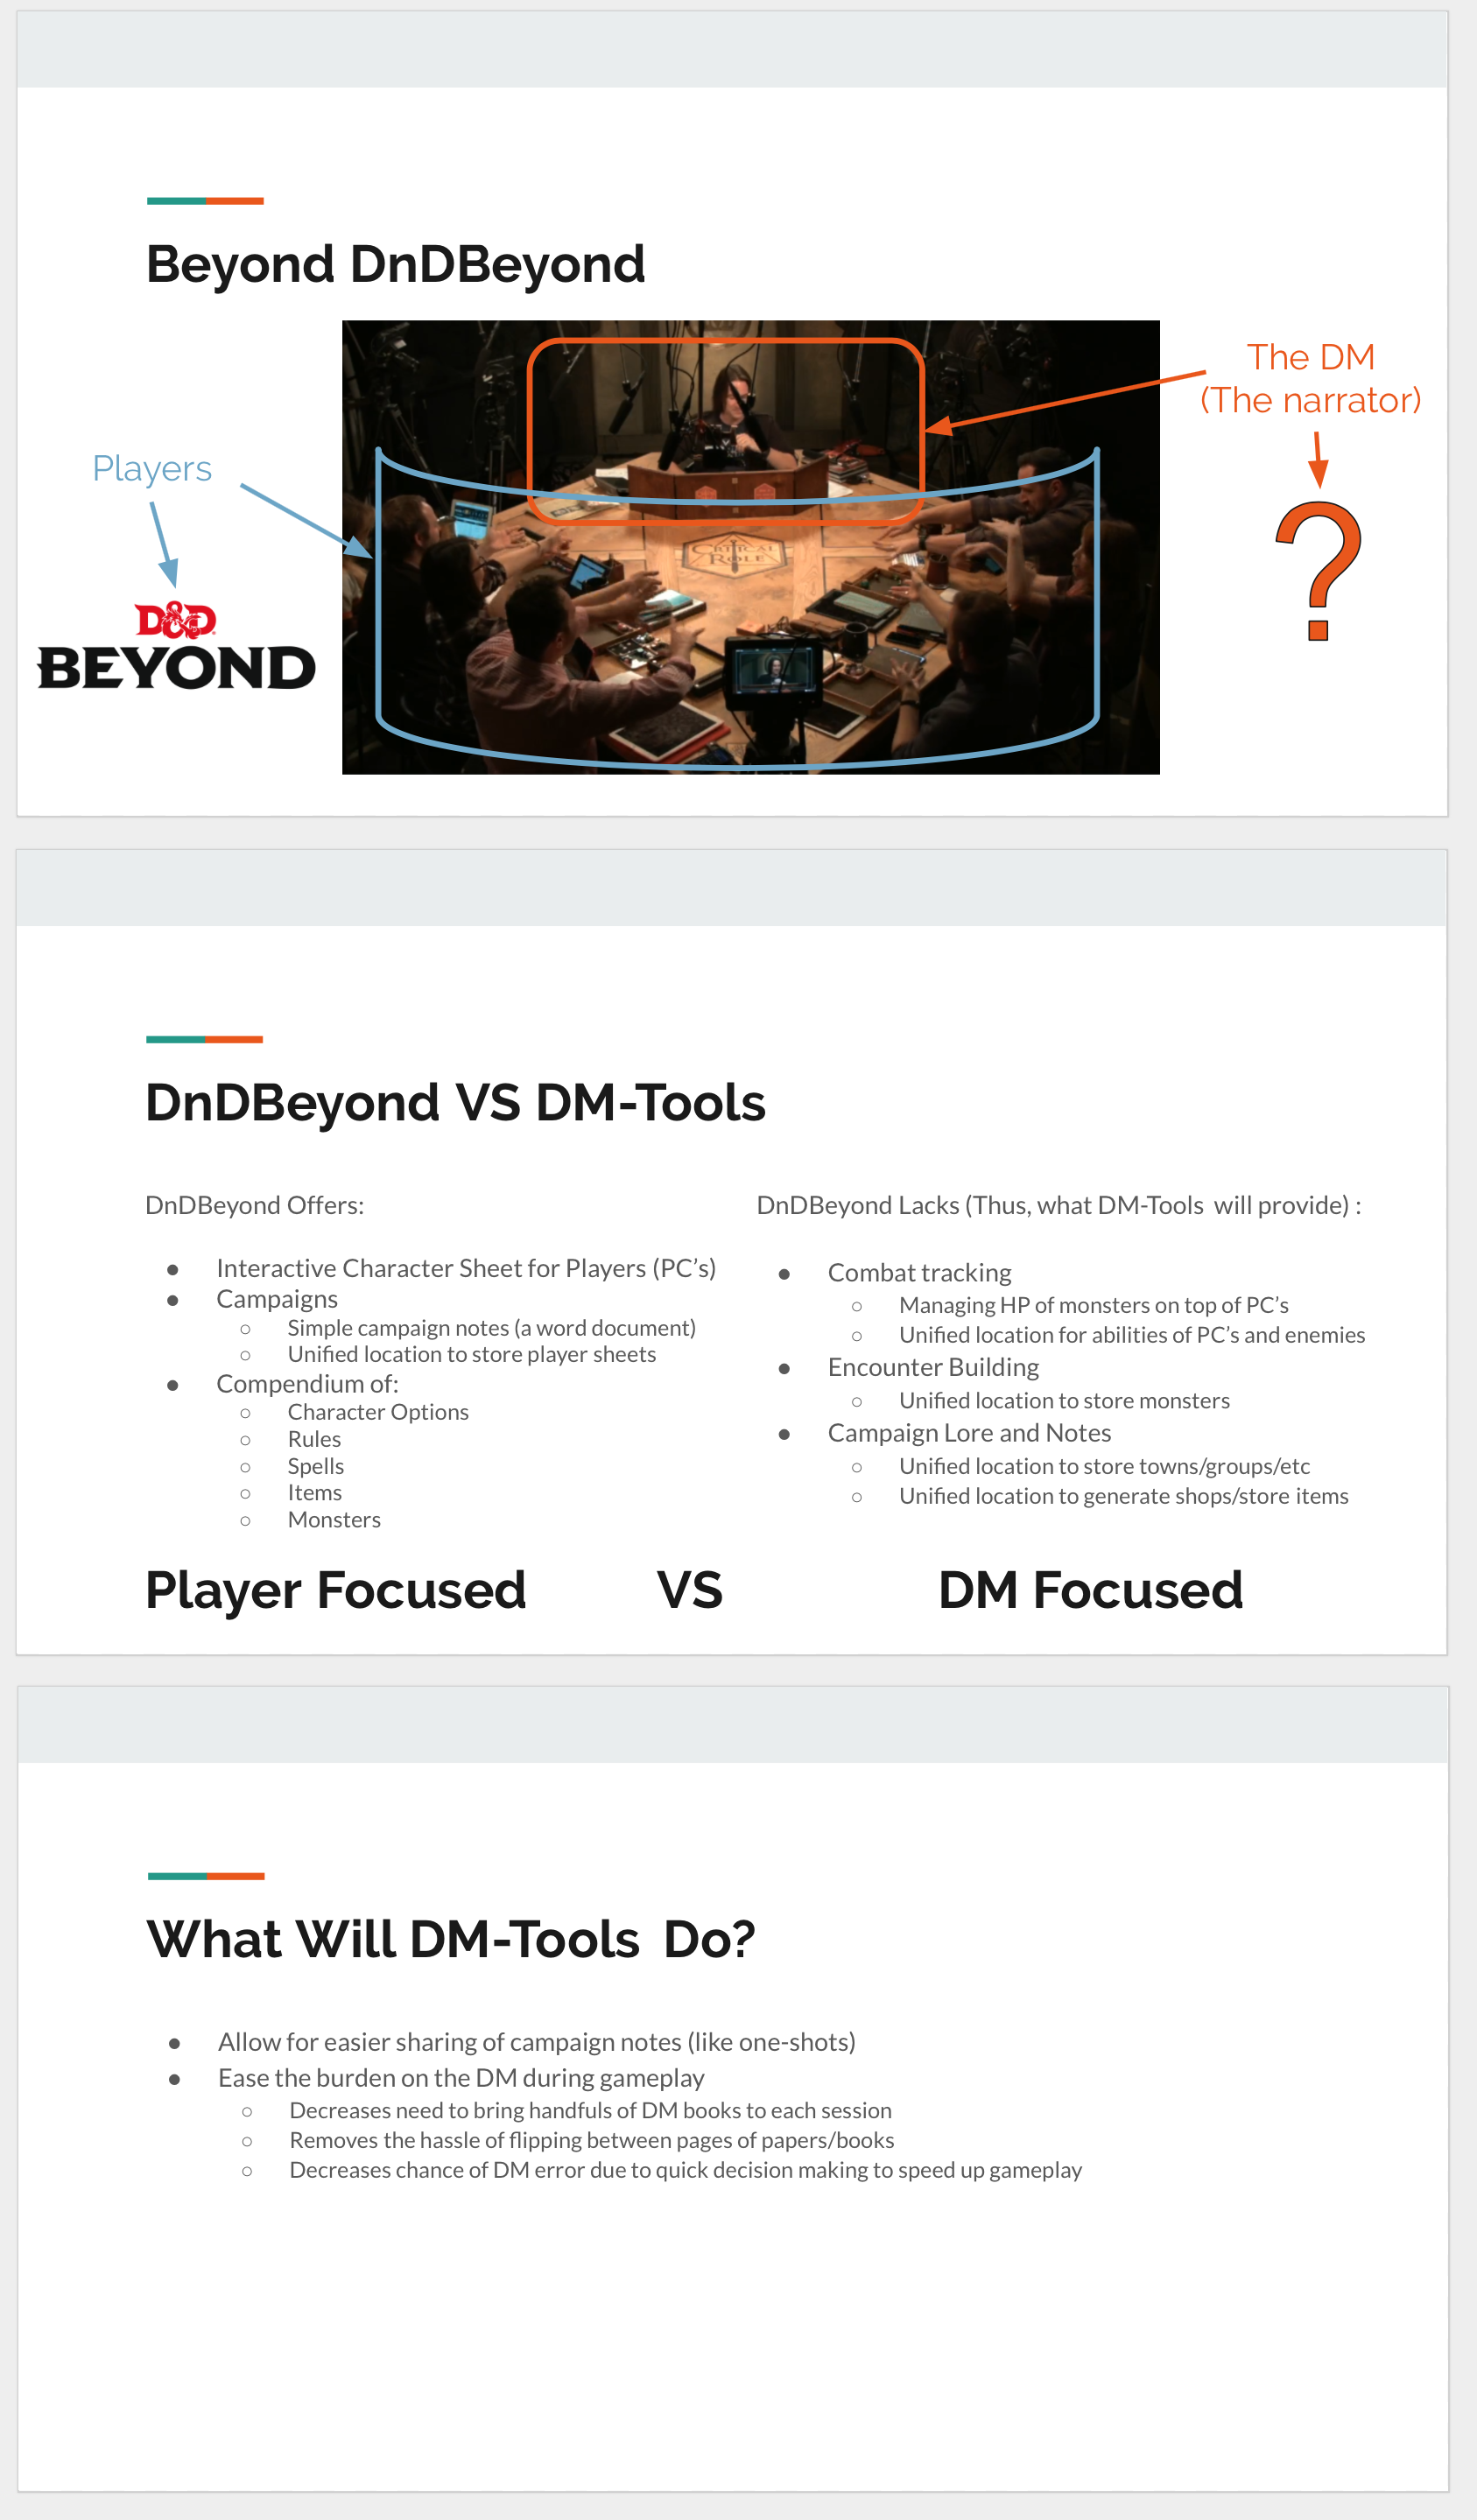 Beyond DnDBeyond
The DM
(The narrator)
Players
?
D&D
BEYOND
CRITICAL
ROLE
DnDBeyond VS DM-Tools
DnDBeyond Offers:
● Interactive Character Sheet for Players (PC's)
● Campaigns
○ Simple campaign notes (a word document)
○ Unified location to store player sheets
● Compendium of:
○ Character Options
○ Rules
○ Spells
○ Items
○ Monsters
DnDBeyond Lacks (Thus, what DM-Tools will provide) :
● Combat tracking
○ Managing HP of monsters on top of PC's
○ Unified location for abilities of PC's and enemies
● Encounter Building
○ Unified location to store monsters
● Campaign Lore and Notes
○ Unified location to store towns/groups/etc
○ Unified location to generate shops/store items
Player Focused VS DM Focused
What Will DM-Tools Do?
● Allow for easier sharing of campaign notes (like one-shots)
● Ease the burden on the DM during gameplay
○ Decreases need to bring handfuls of DM books to each session
○ Removes the hassle of flipping between pages of papers/books
○ Decreases chance of DM error due to quick decision making to speed up gameplay